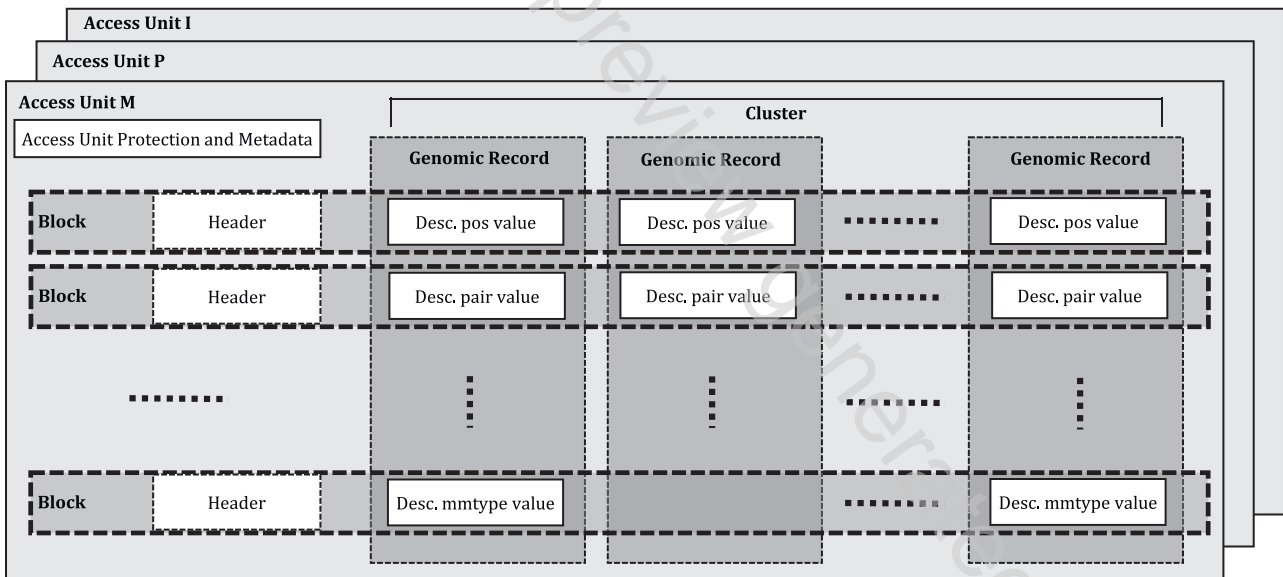 Access Unit I
Access Unit P
Access Unit M
Cluster
Access Unit Protection and Metadata
Genomic Record Genomic Record Genomic Record
Block Header Desc. pos value Desc. pos value Desc. pos value
Block Header Desc. pair value Desc. pair value Desc. pair value
Block Header Desc. mmtype value Desc. mmtype value
preview generated